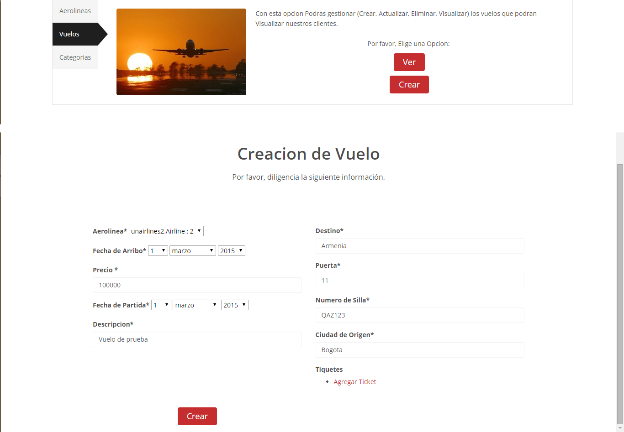 Aerolineas
Vuelos
Categorias
Con esta opcion Podras gestionar (Crear, Actualizar, Eliminar, Visualizar) los vuelos que podran
Visualizar nuestros clientes.
Por favor, Elige una Opcion:
Ver
Crear
Creacion de Vuelo
Por favor, diligencia la siguiente información.
Aerolinea* unairlines2.Airline : 2
Fecha de Arribo* 1 marzo 2015
Precio *
100000
Fecha de Partida* 1 marzo 2015
Descripcion*
Vuelo de prueba
Destino*
Armenia
Puerta*
11
Numero de Silla*
QAZ123
Ciudad de Origen*
Bogota
Tiquetes
• Agregar Ticket
Crear